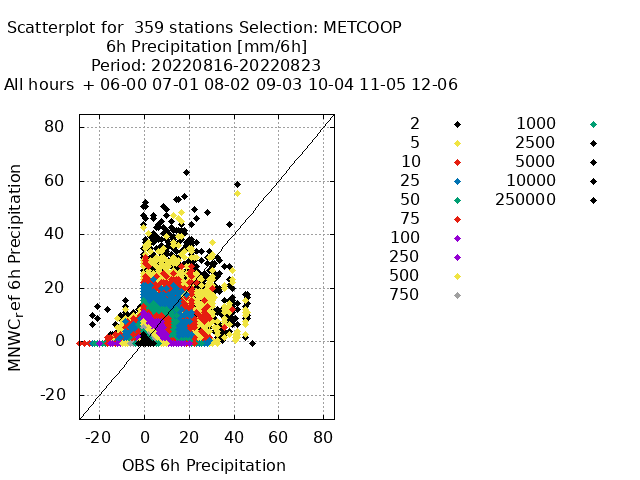 Scatterplot for  359 stations Selection: METCOOP
6h Precipitation [mm/6h]
Period: 20220816-20220823
All hours  + 06-00 07-01 08-02 09-03 10-04 11-05 12-06
80
60
40
20
0
-20
MNWC_ref 6h Precipitation
-20 0 20 40 60 80
OBS 6h Precipitation
2 1000
5 2500
10 5000
25 10000
50 250000
75
100
250
500
750